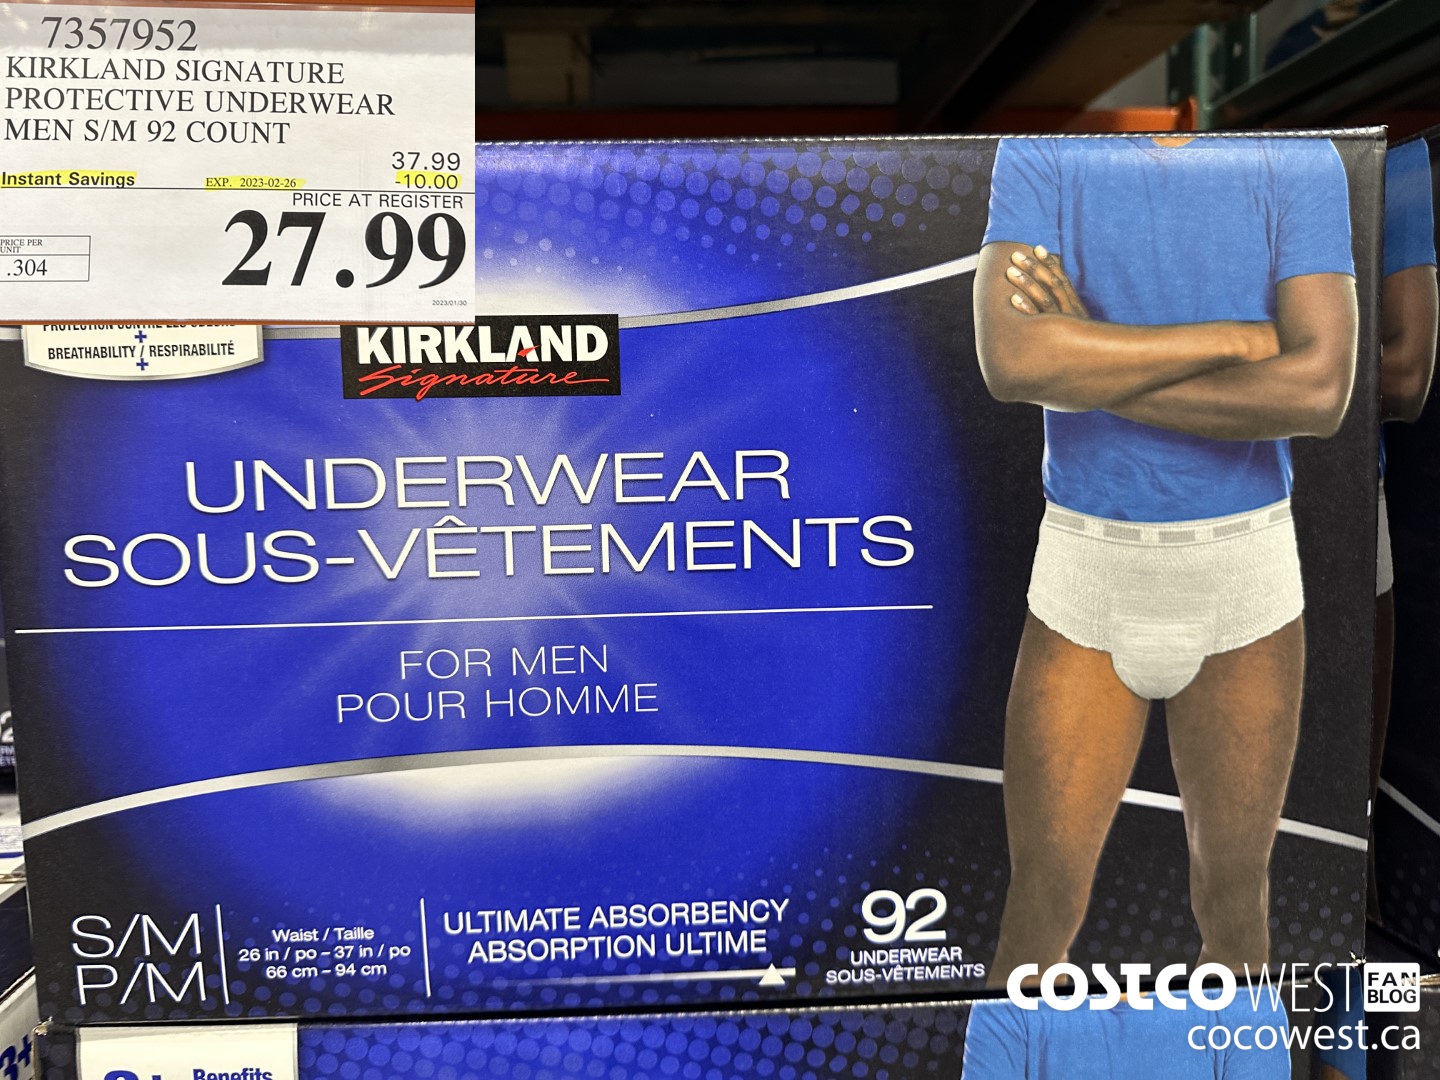 7357952
KIRKLAND SIGNATURE
PROTECTIVE UNDERWEAR
MEN S/M 92 COUNT
37.99
Instant Savings EXP. 2023-02-26 -10.00
PRICE AT REGISTER
27.99
PRICE PER
UNIT
.304
2023/01/30
BREATHABILITY / RESPIRABILITÉ
+
KIRKLAND
Signature
UNDERWEAR
SOUS-VÊTEMENTS
FOR MEN
POUR HOMME
S/M
P/M
Waist / Taille
26 in / po – 37 in / po
66 cm – 94 cm
ULTIMATE ABSORBENCY
ABSORPTION ULTIME
92
UNDERWEAR
SOUS-VÊTEMENTS
COSTCO WEST FAN BLOG
cocowest.ca
Benefits